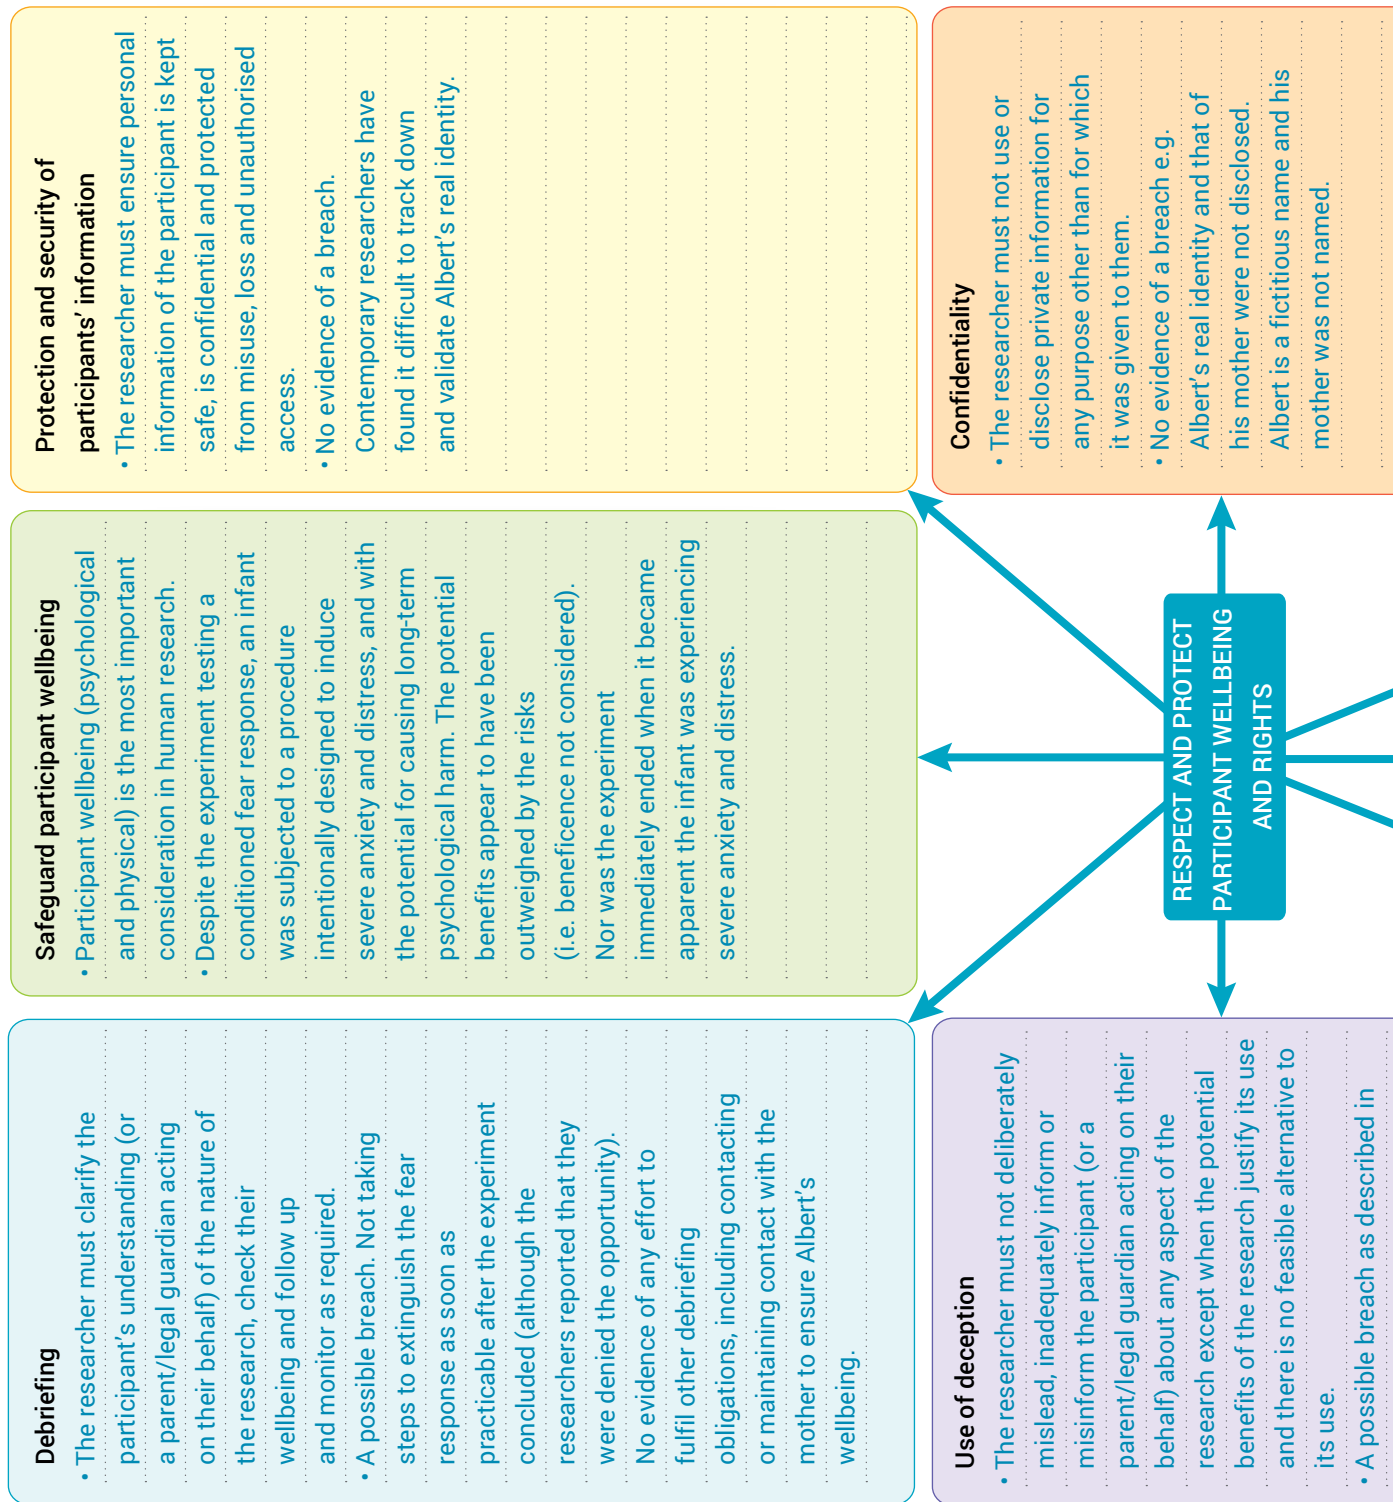 Debriefing
• The researcher must clarify the
participant's understanding (or
a parent/legal guardian acting
on their behalf) of the nature of
the research, check their
wellbeing and follow up
and monitor as required.
• A possible breach. Not taking
steps to extinguish the fear
response as soon as
practicable after the experiment
concluded (although the
researchers reported that they
were denied the opportunity).
No evidence of any effort to
fulfill other debriefing
obligations, including contacting
or maintaining contact with the
mother to ensure Albert's
wellbeing.
Safeguard participant wellbeing
• Participant wellbeing (psychological
and physical) is the most important
consideration in human research.
• Despite the experiment testing a
conditioned fear response, an infant
was subjected to a procedure
intentionally designed to induce
severe anxiety and distress, and with
the potential for causing long-term
psychological harm. The potential
benefits appear to have been
outweighed by the risks
(i.e. beneficence not considered).
Nor was the experiment
immediately ended when it became
apparent the infant was experiencing
severe anxiety and distress.
Protection and security of
participants' information
• The researcher must ensure personal
information of the participant is kept
safe, is confidential and protected
from misuse, loss and unauthorised
access.
• No evidence of a breach.
Contemporary researchers have
found it difficult to track down
and validate Albert's real identity.
Use of deception
• The researcher must not deliberately
mislead, inadequately inform or
misinform the participant (or a
parent/legal guardian acting on their
behalf) about any aspect of the
research except when the potential
benefits of the research justify its use
and there is no feasible alternative to
its use.
• A possible breach as described in
RESPECT AND PROTECT
PARTICIPANT WELLBEING
AND RIGHTS
Confidentiality
• The researcher must not use or
disclose private information for
any purpose other than for which
it was given to them.
• No evidence of a breach e.g.
Albert's real identity and that of
his mother were not disclosed.
Albert is a fictitious name and his
mother was not named.